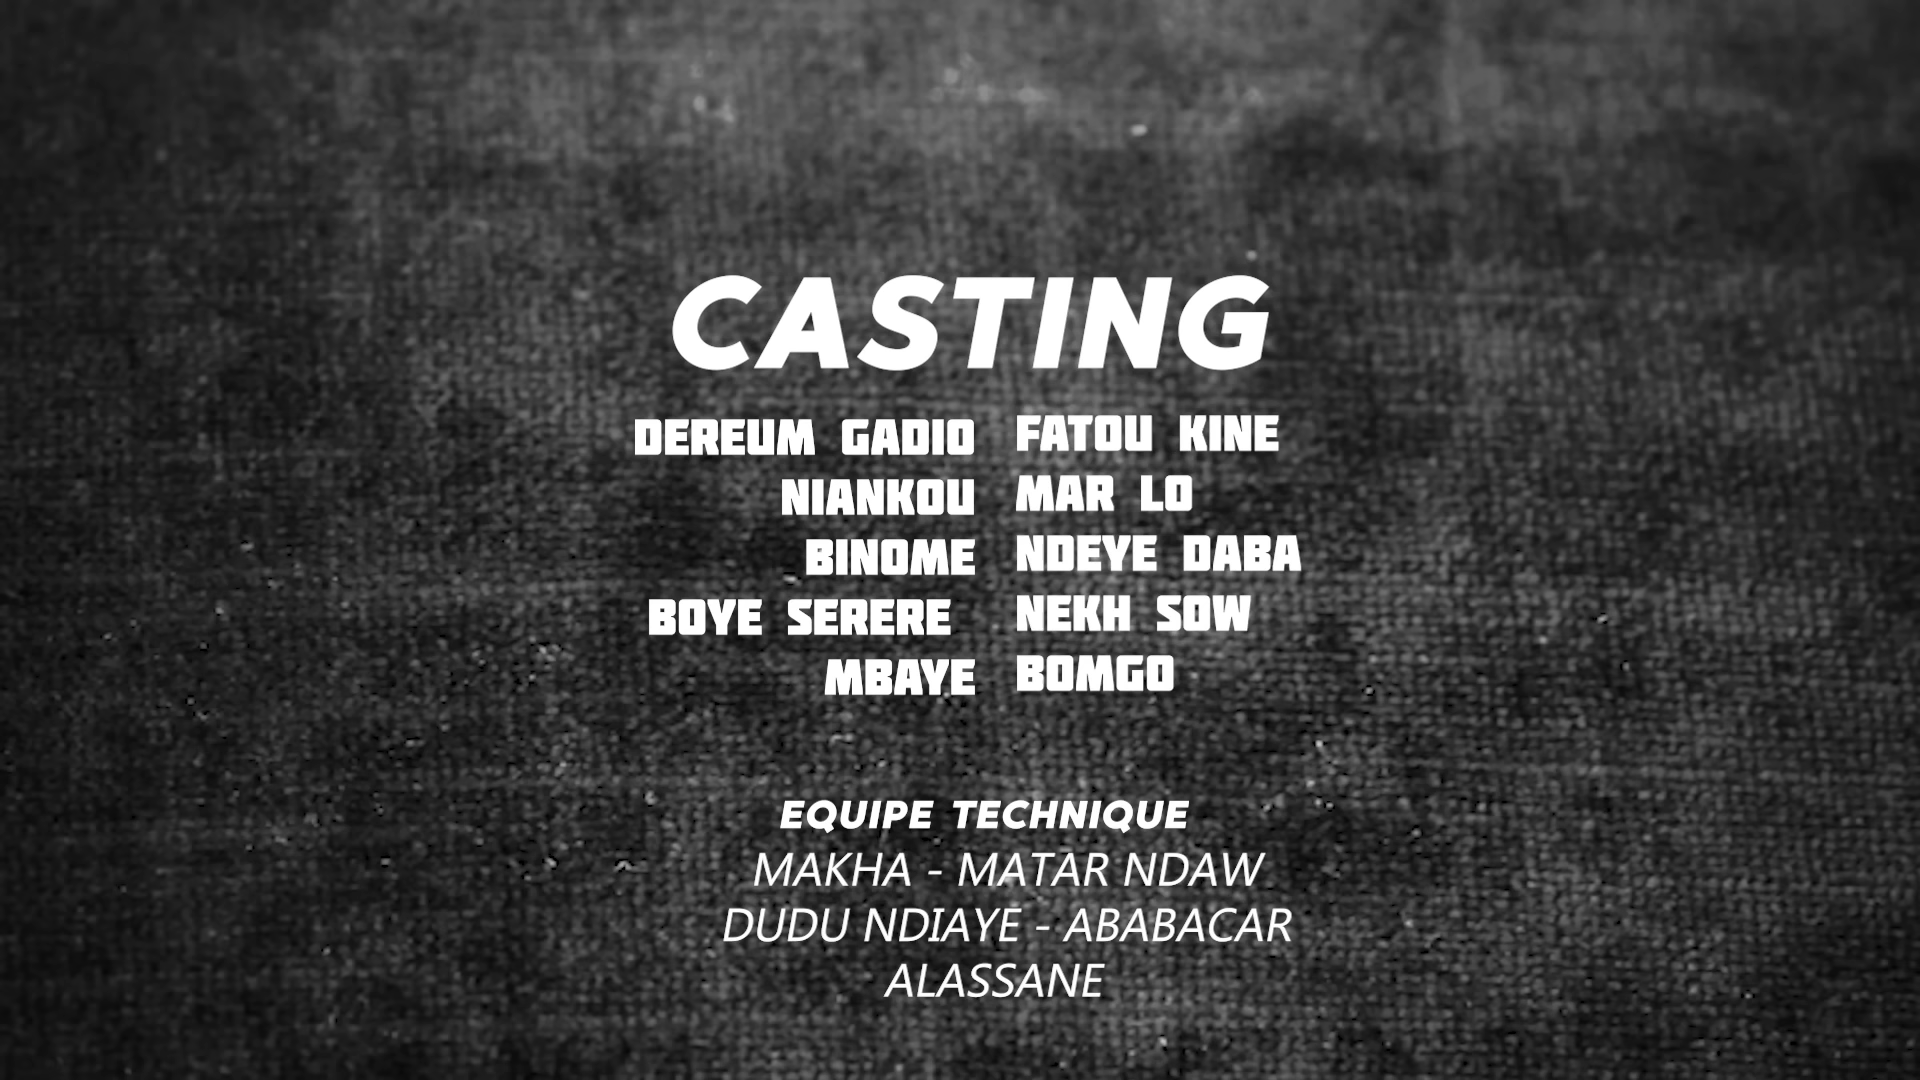 CASTING
DEREUM GADIO FATOU KINE
NIANKOU MAR LO
BINOME NDEYE DABA
BOYE SERERE NEKH SOW
MBAYE BOMGO
EQUIPE TECHNIQUE
MAKHA - MATAR NDAW
DUDU NDIAYE - ABABACAR
ALASSANE